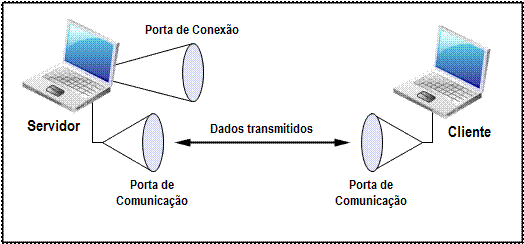 Porta de Conexão
Servidor
Dados transmitidos
Cliente
Porta de
Comunicação
Porta de
Comunicação